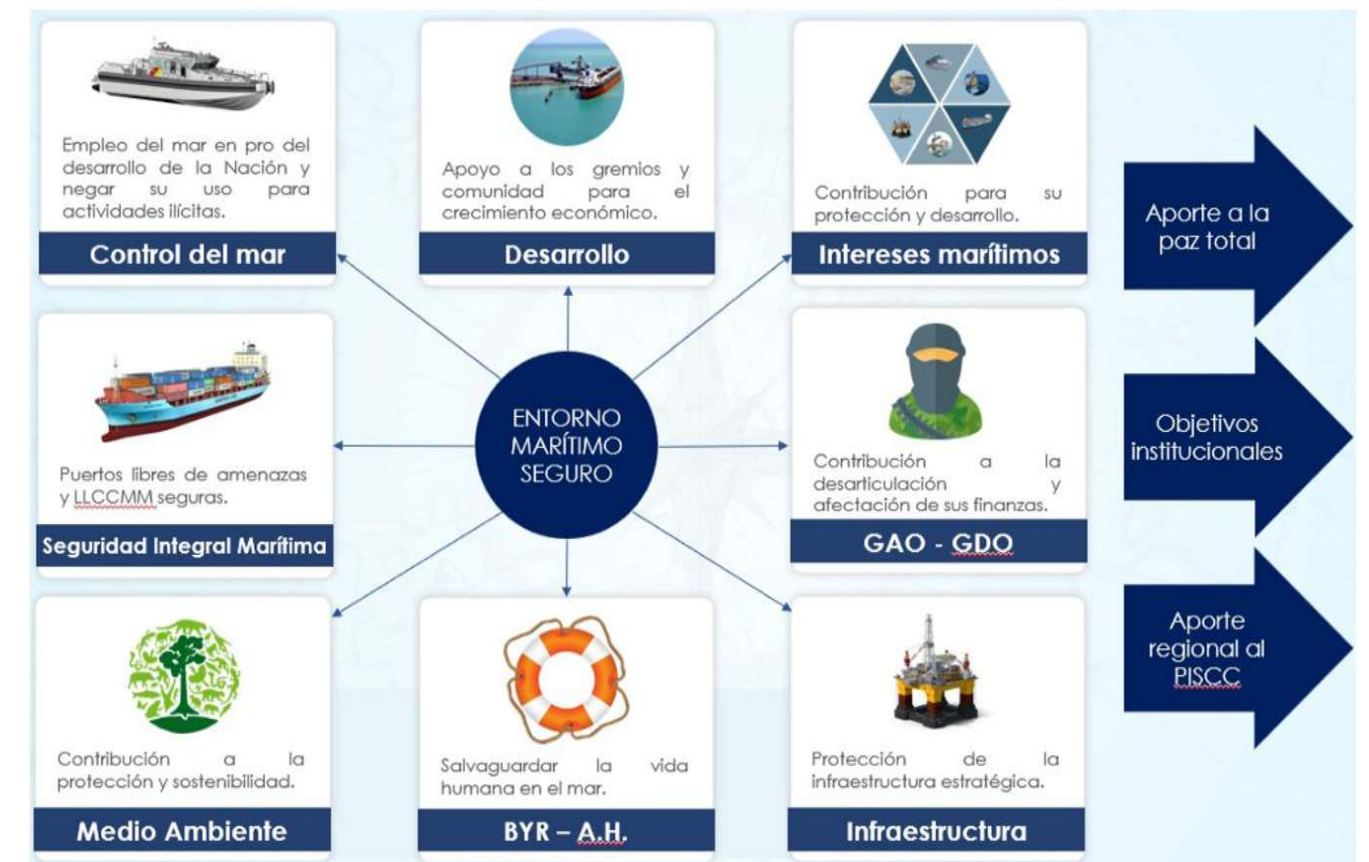 Empleo del mar en pro del
desarrollo de la Nación y
negar su uso para
actividades ilícitas.
Control del mar
Apoyo a los gremios y
comunidad para el
crecimiento económico.
Desarrollo
Contribución para su
protección y desarrollo.
Intereses marítimos
Aporte a la
paz total
Puertos libres de amenazas
y LLCCMM seguras.
Seguridad Integral Marítima
ENTORNO
MARÍTIMO
SEGURO
Contribución a la
desarticulación y
afectación de sus finanzas.
GAO - GDO
Objetivos
institucionales
Contribución a la
protección y sostenibilidad.
Medio Ambiente
Salvaguardar la vida
humana en el mar.
BYR – A.H.
Protección de la
infraestructura estratégica.
Infraestructura
Aporte
regional al
PISCC